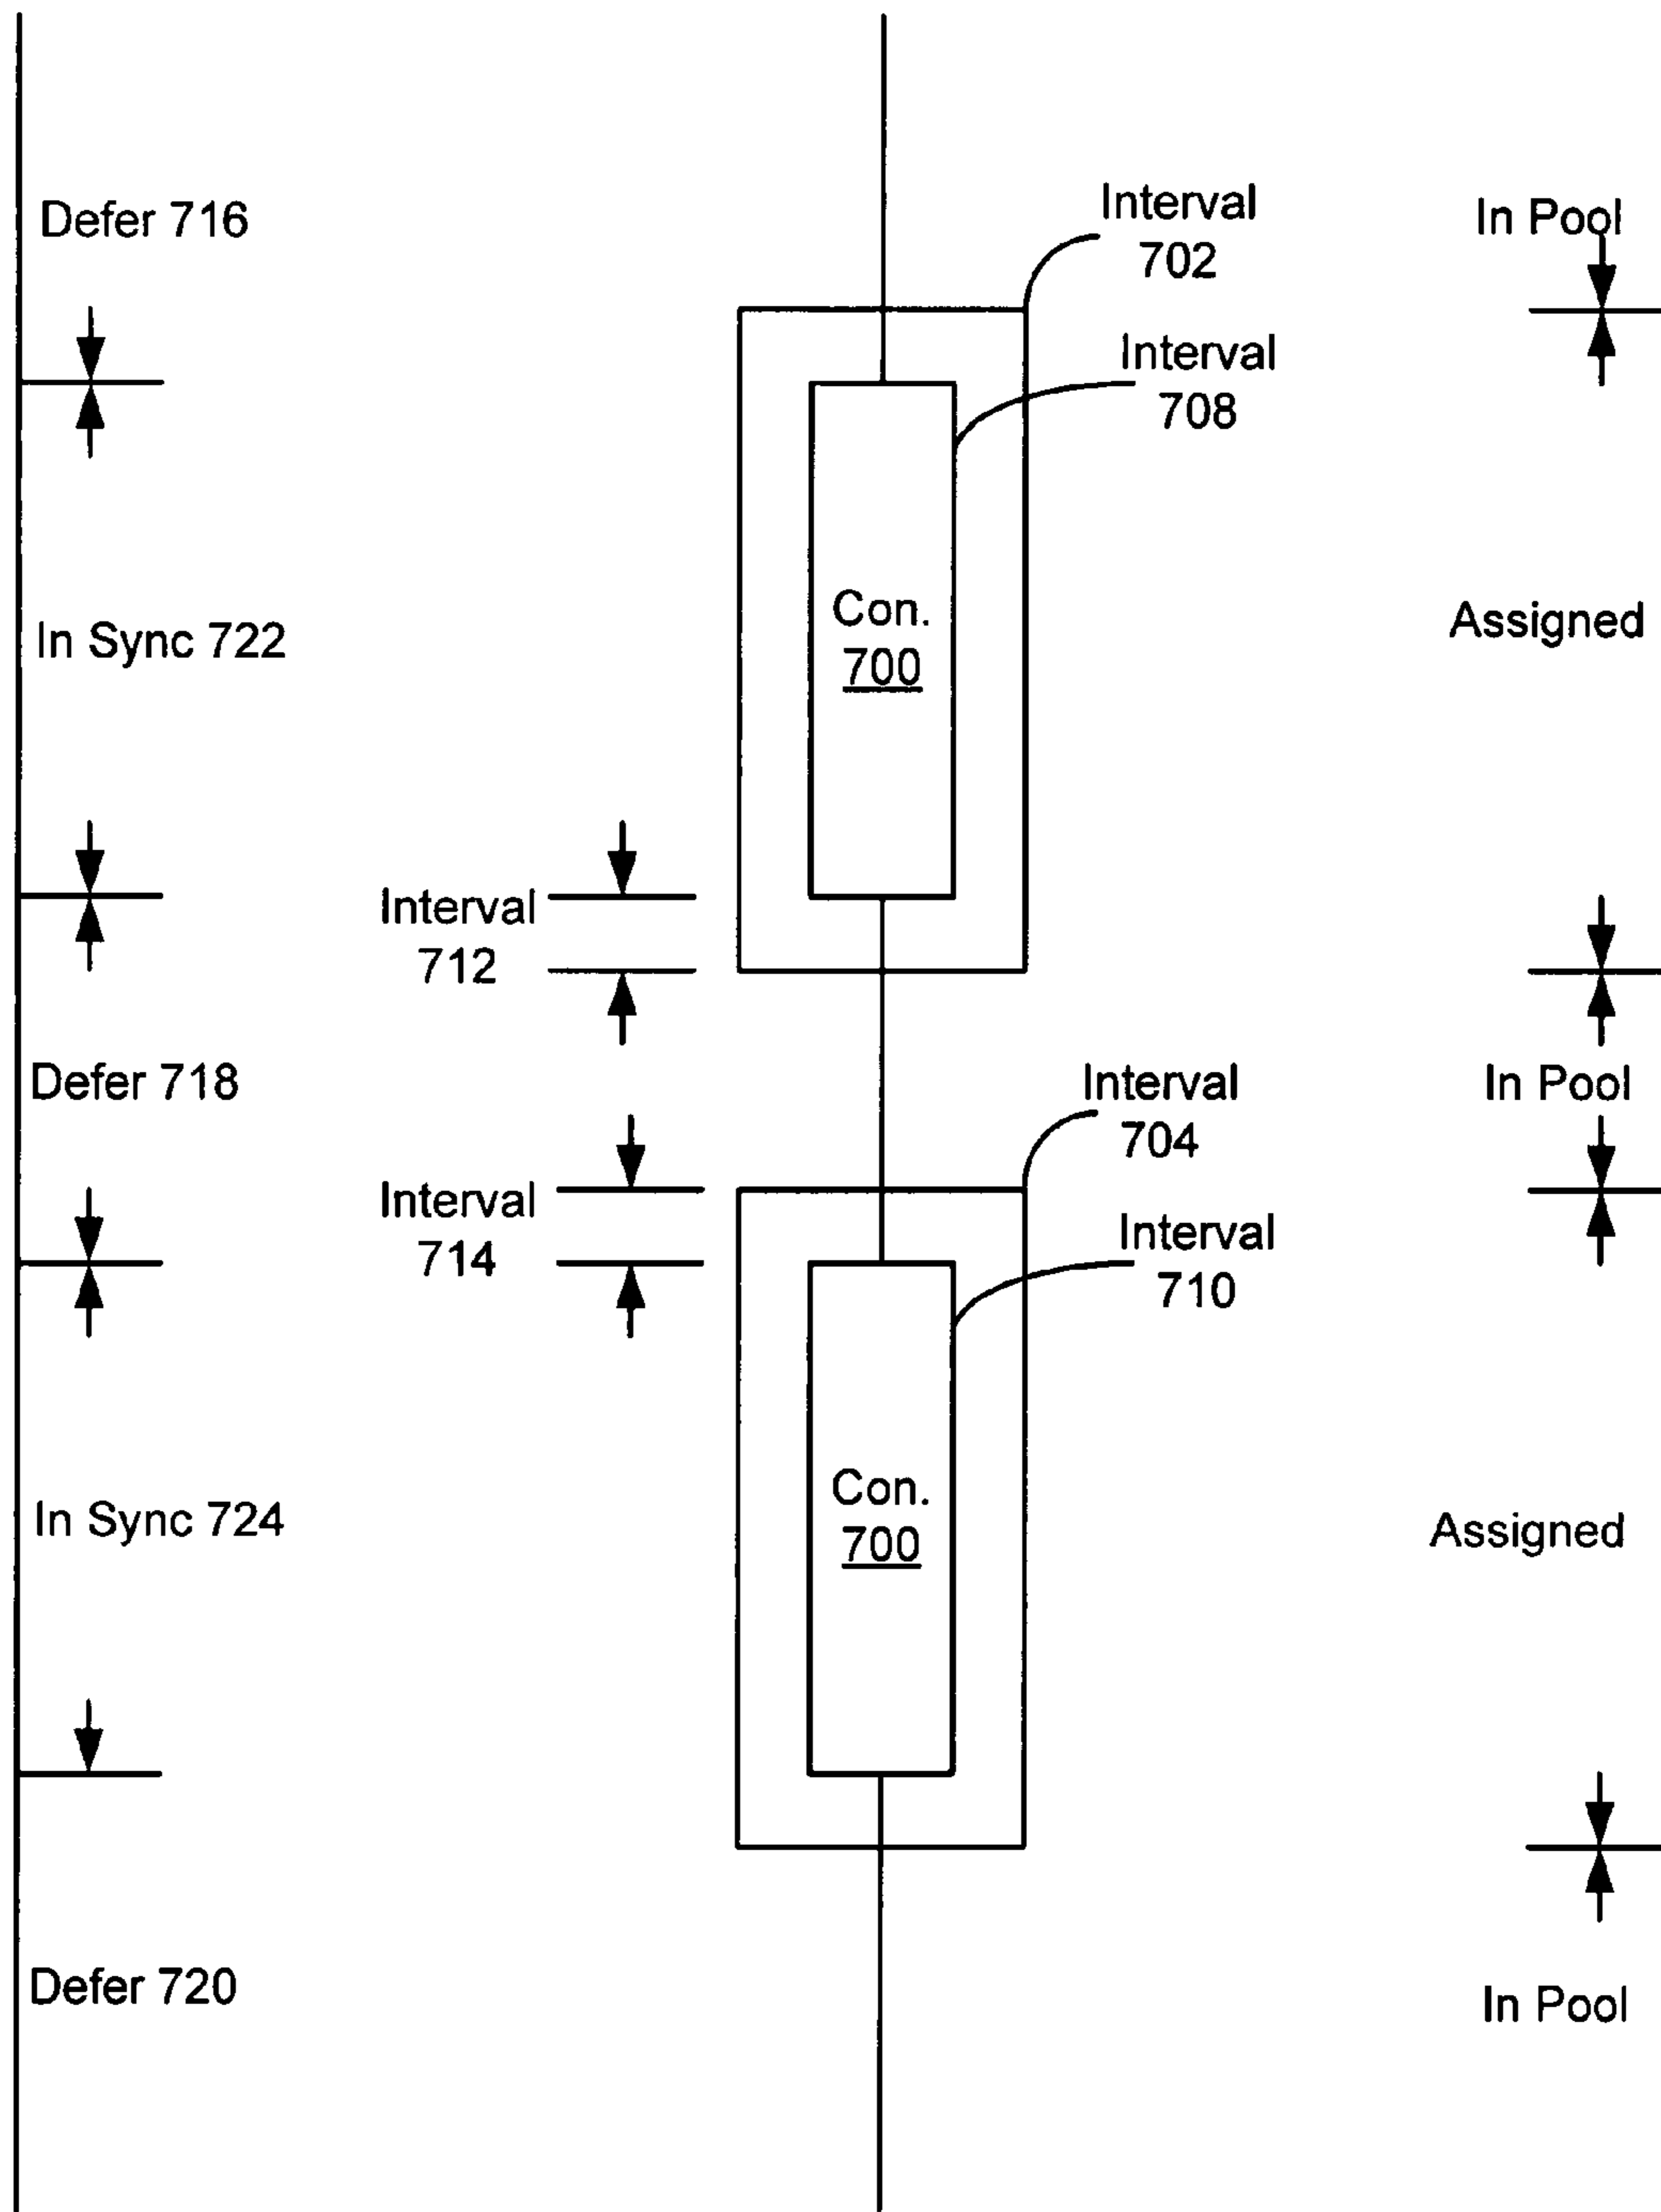 Defer 716
Interval
702
In Pool
Interval
708
Con.
700
In Sync 722
Assigned
Interval
712
Defer 718
Interval
704
In Pool
Interval
714
Interval
710
Con.
700
In Sync 724
Assigned
Defer 720
In Pool